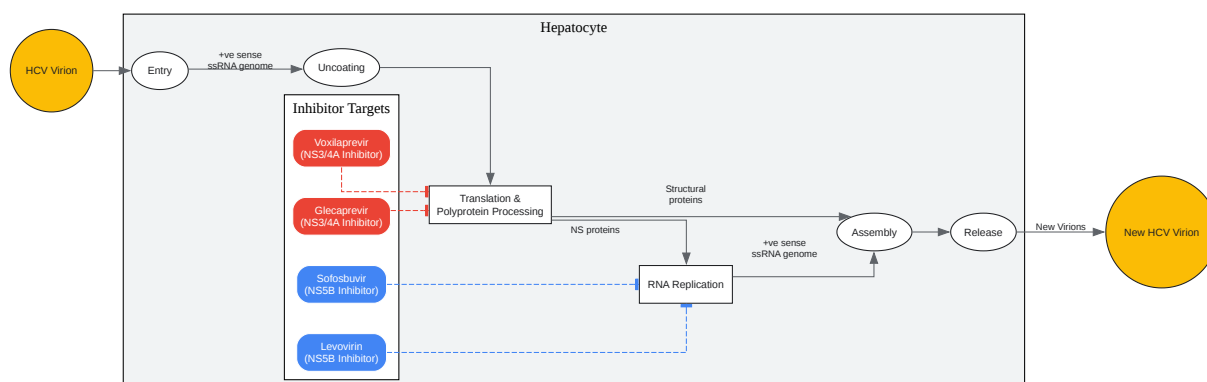 Hepatocyte
HCV Virion
Entry
+ve sense
ssRNA genome
Uncoating
Inhibitor Targets
Voxilaprevir
(NS3/4A Inhibitor)
Glecaprevir
(NS3/4A Inhibitor)
Sofosbuvir
(NS5B Inhibitor)
Levovirin
(NS5B Inhibitor)
Translation &
Polyprotein Processing
Structural
proteins
NS proteins
RNA Replication
+ve sense
ssRNA genome
Assembly
Release
New Virions
New HCV Virion